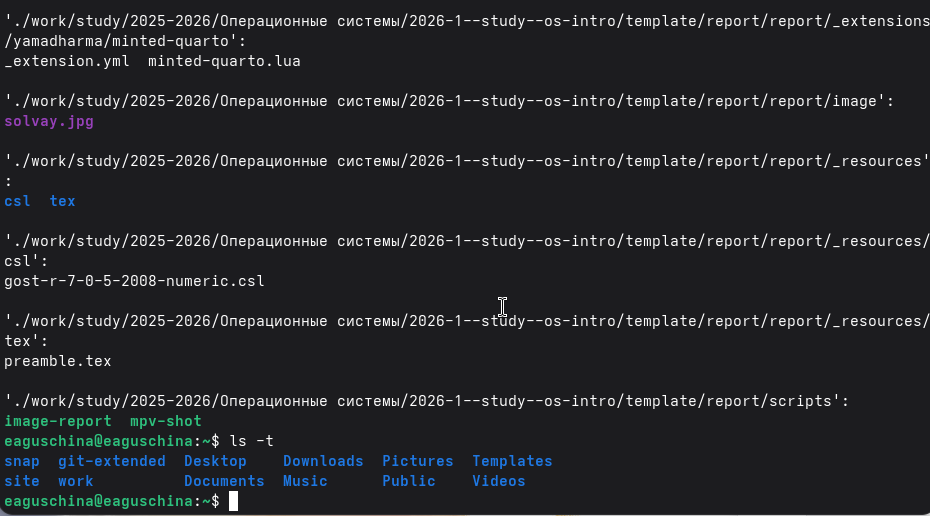 './work/study/2025-2026/Операционные системы/2026-1--study--os-intro/template/report/report/_extensions
/yamadharma/minted-quarto':
_extension.yml  minted-quarto.lua
'./work/study/2025-2026/Операционные системы/2026-1--study--os-intro/template/report/report/image':
solvay.jpg
'./work/study/2025-2026/Операционные системы/2026-1--study--os-intro/template/report/report/_resources'
:
csl  tex
'./work/study/2025-2026/Операционные системы/2026-1--study--os-intro/template/report/report/_resources/
csl':
gost-r-7-0-5-2008-numeric.csl
'./work/study/2025-2026/Операционные системы/2026-1--study--os-intro/template/report/report/_resources/
tex':
preamble.tex
'./work/study/2025-2026/Операционные системы/2026-1--study--os-intro/template/report/scripts':
image-report  mpv-shot
eaguschina@eaguschina:~$ ls -t
snap  git-extended  Desktop    Downloads  Pictures  Templates
site  work          Documents  Music      Public    Videos
eaguschina@eaguschina:~$